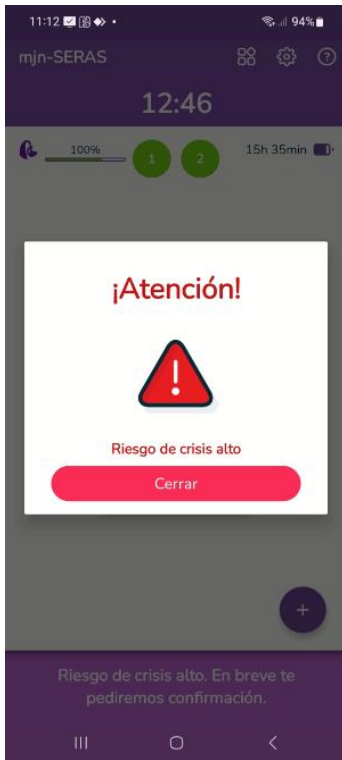 11:12
94%
mjn-SERAS
12:46
100%
1
2
15h 35min
¡Atención!
Riesgo de crisis alto
Cerrar
Riesgo de crisis alto. En breve te
pediremos confirmación.